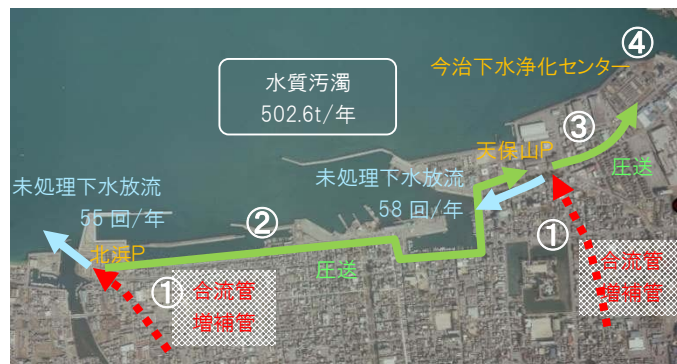 ④
今治下水浄化センター
水質汚濁
502.6t/年
③
天保山P
圧送
未処理下水放流
58 回/年
未処理下水放流
55 回/年
②
①
北浜P
圧送
①
合流管
増補管
合流管
増補管